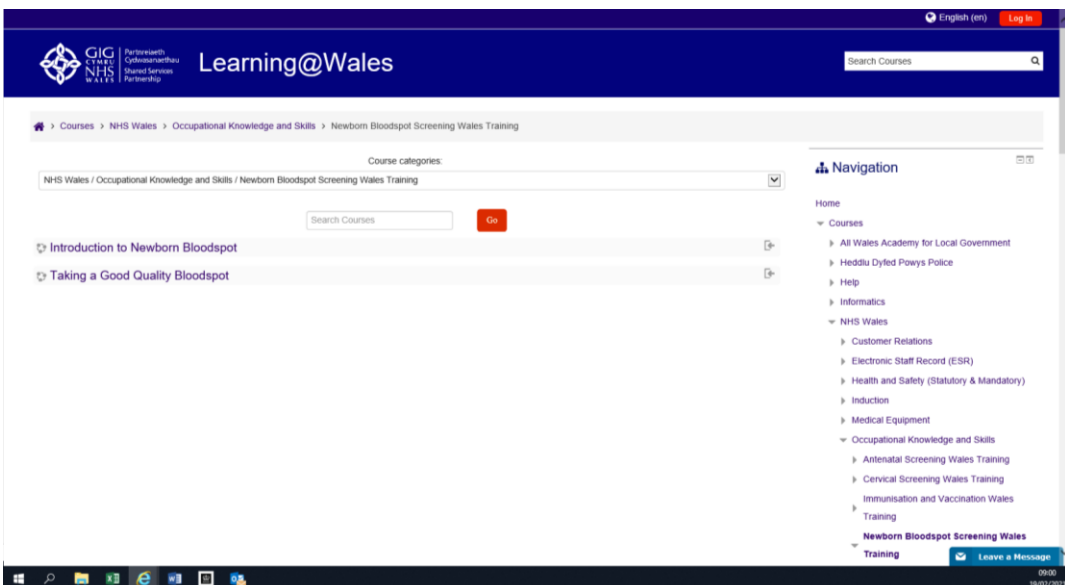 English (en)
Log In
GIG
CYMRU
NHS
WALES
Partneriaeth
Cydwasanaethau
Shared Services
Partnership
Learning@Wales
Search Courses
Courses > NHS Wales > Occupational Knowledge and Skills > Newborn Bloodspot Screening Wales Training
Course categories:
NHS Wales / Occupational Knowledge and Skills / Newborn Bloodspot Screening Wales Training
Search Courses
Go
Introduction to Newborn Bloodspot
Taking a Good Quality Bloodspot
Navigation
Home
Courses
All Wales Academy for Local Government
Heddlu Dyfed Powys Police
Help
Informatics
NHS Wales
Customer Relations
Electronic Staff Record (ESR)
Health and Safety (Statutory & Mandatory)
Induction
Medical Equipment
Occupational Knowledge and Skills
Antenatal Screening Wales Training
Cervical Screening Wales Training
Immunisation and Vaccination Wales
Training
Newborn Bloodspot Screening Wales
Training
Leave a Message
09:00